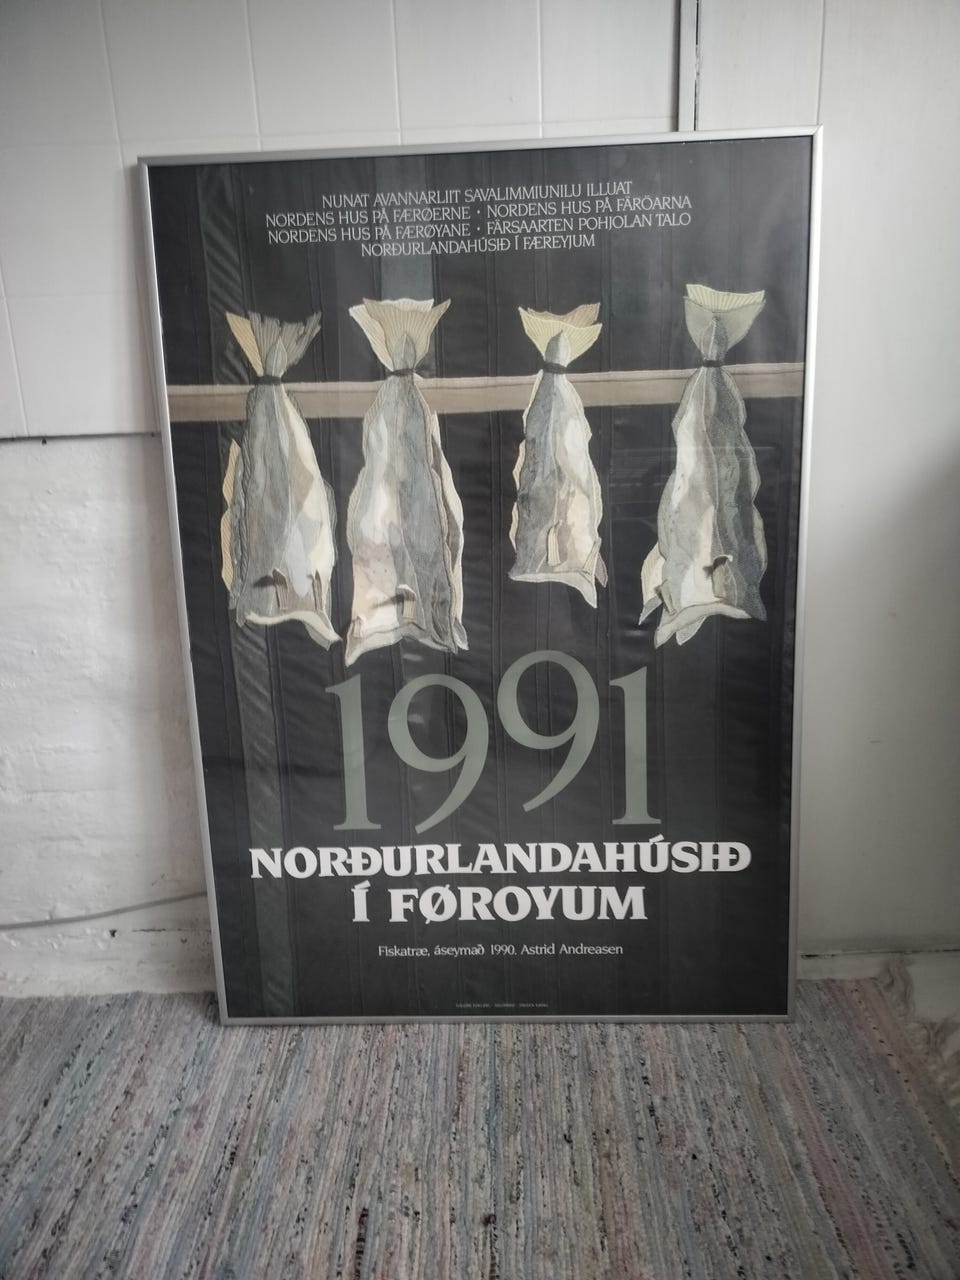 NUNAT AVANNARLIIT SAVALIMMIUNILU ILLUAT
NORDENS HUS PÅ FÆRØERNE · NORDENS HUS PÅ FÄRÖARNA
NORDENS HUS PÅ FÆRØYANE · FÄRSAARTEN POHJOLAN TALO
NORÐURLANDAHÚSIÐ Í FÆREYJUM
1991
NORÐURLANDAHÚSIÐ
Í FØROYUM
Fiskatræ, áseymað 1990. Astrid Andreasen